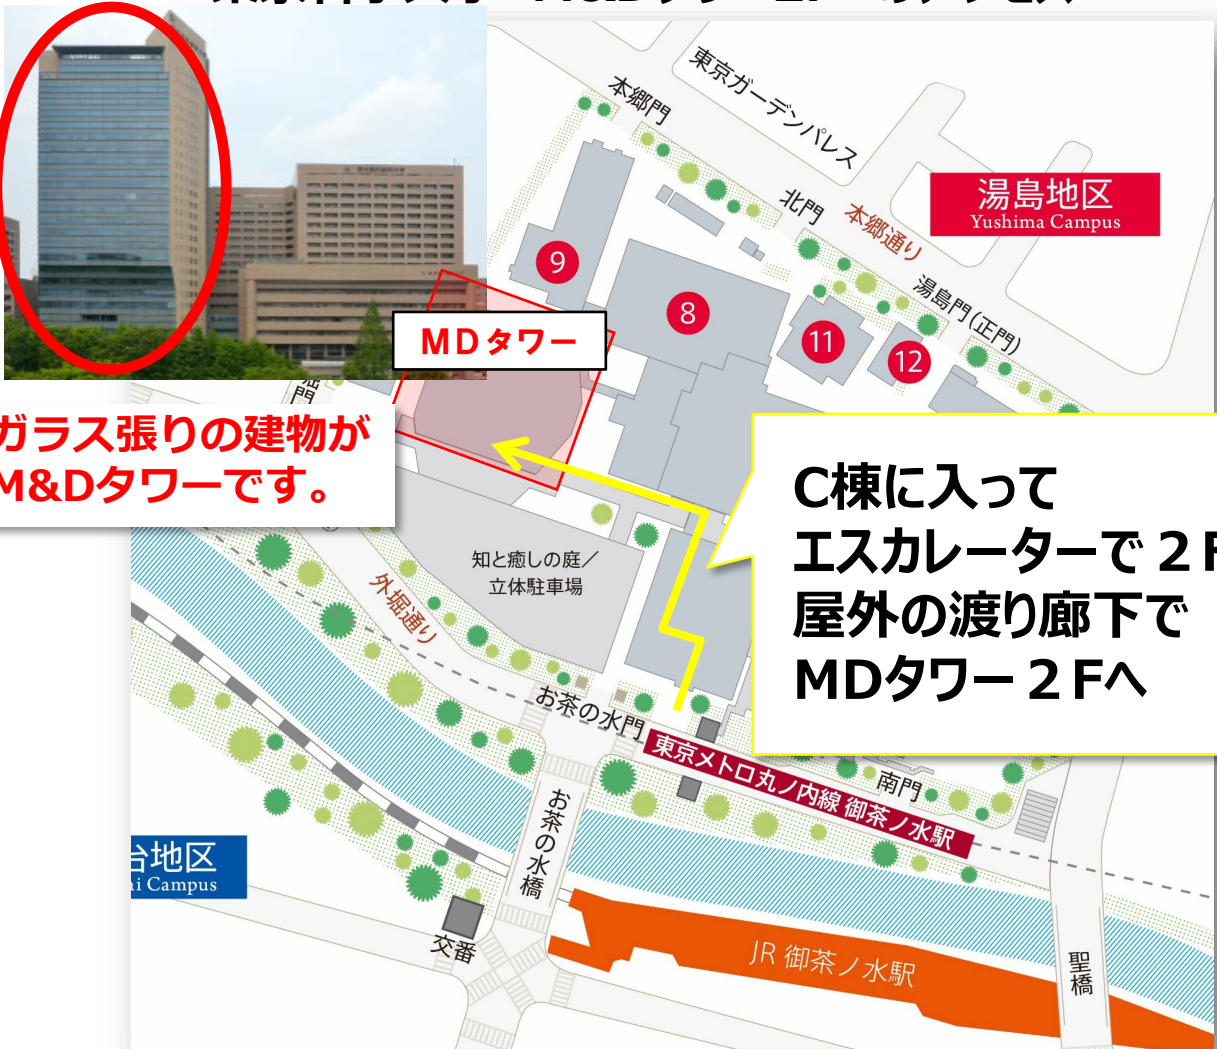 本郷門
東京ガーデンパレス
北門
本郷通り
湯島門(正門)
湯島地区
Yushima Campus
9
8
11
12
MDタワー
ガラス張りの建物が
M&Dタワーです。
C棟に入って
エスカレーターで２F
屋外の渡り廊下で
MDタワー２Fへ
知と癒しの庭／
立体駐車場
外堀通り
お茶の水門
東京メトロ丸ノ内線 御茶ノ水駅
南門
お茶の水橋
台地区
ai Campus
交番
JR 御茶ノ水駅
聖橋